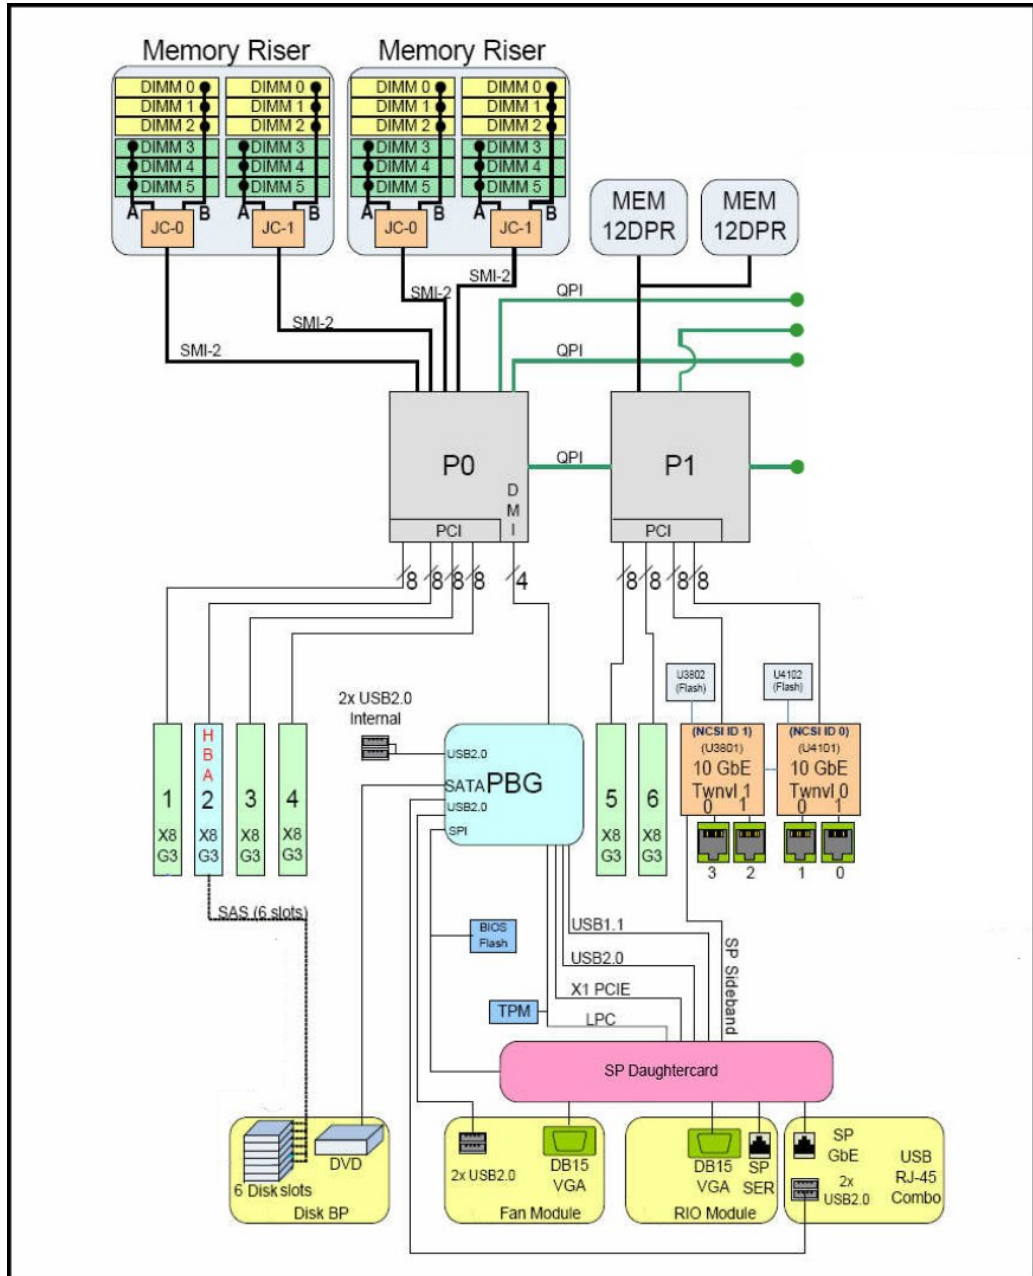 Memory Riser
Memory Riser
DIMM 0
DIMM 1
DIMM 2
DIMM 3
DIMM 4
DIMM 5
A
B
JC-0
DIMM 0
DIMM 1
DIMM 2
DIMM 3
DIMM 4
DIMM 5
A
B
JC-1
DIMM 0
DIMM 1
DIMM 2
DIMM 3
DIMM 4
DIMM 5
A
B
JC-0
DIMM 0
DIMM 1
DIMM 2
DIMM 3
DIMM 4
DIMM 5
A
B
JC-1
MEM
12DPR
MEM
12DPR
SMI-2
SMI-2
SMI-2
SMI-2
QPI
QPI
P0
QPI
P1
D
M
I
PCI
PCI
8
8
8
8
4
8
8
8
8
U3802
(Flash)
U4102
(Flash)
2x USB2.0
Internal
1
X8
G3
H
B
A
2
X8
G3
3
X8
G3
4
X8
G3
USB2.0
SATA
PBG
USB2.0
SPI
5
X8
G3
6
X8
G3
(NCSI ID 1)
(U3801)
10 GbE
Twnvl 1
0 1
3 2
(NCSI ID 0)
(U4101)
10 GbE
Twnvl 0
0 1
1 0
SAS (6 slots)
BIOS
Flash
USB1.1
USB2.0
X1 PCIE
TPM
LPC
SP Sideband
SP Daughtercard
DVD
6 Disk slots
Disk BP
2x USB2.0
DB15
VGA
Fan Module
DB15
VGA
SP
SER
RIO Module
SP
GbE
2x
USB2.0
USB
RJ-45
Combo